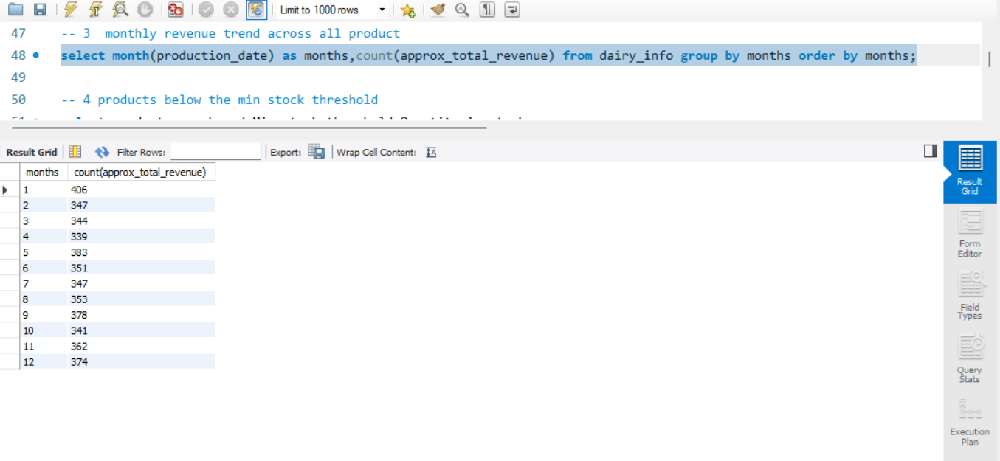 Limit to 1000 rows
47 -- 3 monthly revenue trend across all product
48 select month(production_date) as months,count(approx_total_revenue) from dairy_info group by months order by months;
49
50 -- 4 products below the min stock threshold
Result Grid Filter Rows: Export: Wrap Cell Content: IA
months count(approx_total_revenue)
1 406
2 347
3 344
4 339
5 383
6 351
7 347
8 353
9 378
10 341
11 362
12 374
Result
Grid
Form
Editor
Field
Types
Query
Stats
Execution
Plan